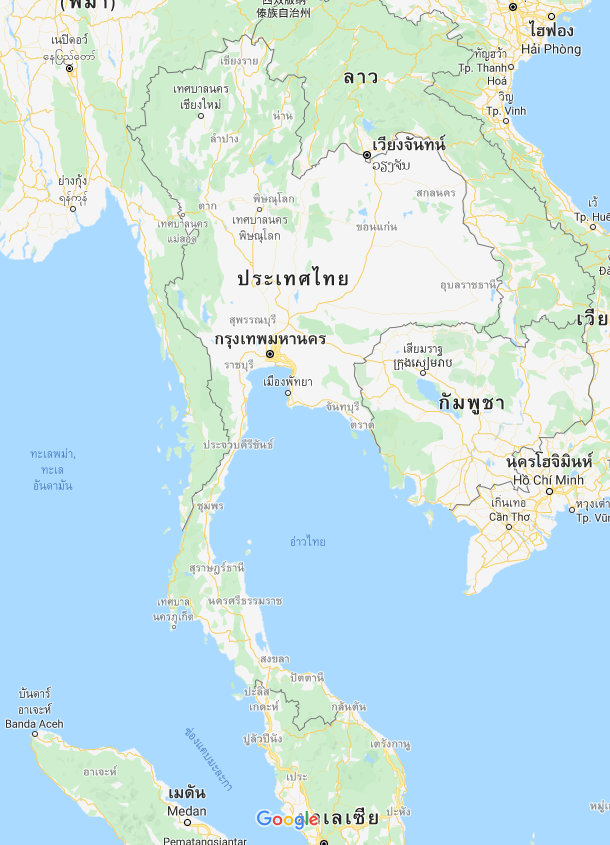 (พม่า)
傣族自治州
ไฮฟอง
Hải Phòng
เนปิดอว์
နေပြည်တော်
เชียงราย
ลาว
ทัญฮว้า
Tp. Thanh
Hoá
เทศบาลนคร
เชียงใหม่
น่าน
วิญ
Tp. Vinh
ลำปาง
เวียงจันทน์
ວຽງຈັນ
ย่างกุ้ง
ရန်ကုန်
ตาก
พิษณุโลก
สกลนคร
เว้
Tp. Huế
เทศบาลนคร
แม่สอด
เทศบาลนคร
พิษณุโลก
ขอนแก่น
ประเทศไทย
อุบลราชธานี
สุพรรณบุรี
เวีย
กรุงเทพมหานคร
ราชบุรี
เสียมราฐ
ក្រុងសៀមរាប
เมืองพัทยา
จันทบุรี
กัมพูชา
ตราด
ประจวบคีรีขันธ์
ทะเลพม่า,
ทะเล
อันดามัน
นครโฮจิมินห์
Hồ Chí Minh
ชุมพร
เกิ่นเทอ
Cần Thơ
หวุงเต่า
Tp. Vũn
อ่าวไทย
สุราษฎร์ธานี
เทศบาล
นครภูเก็ต
นครศรีธรรมราช
สงขลา
ปัตตานี
บันดาร์
อาเจะห์
Banda Aceh
ปะลิส
เกดะห์
กลันตัน
ช่องแคบมะละกา
ปูลัวปีนัง
เตรังกานู
อาเจะห์
เประ
เมดัน
Medan
Google
เลเซีย
ปะหัง
หมู่เ
Pematangsiantar